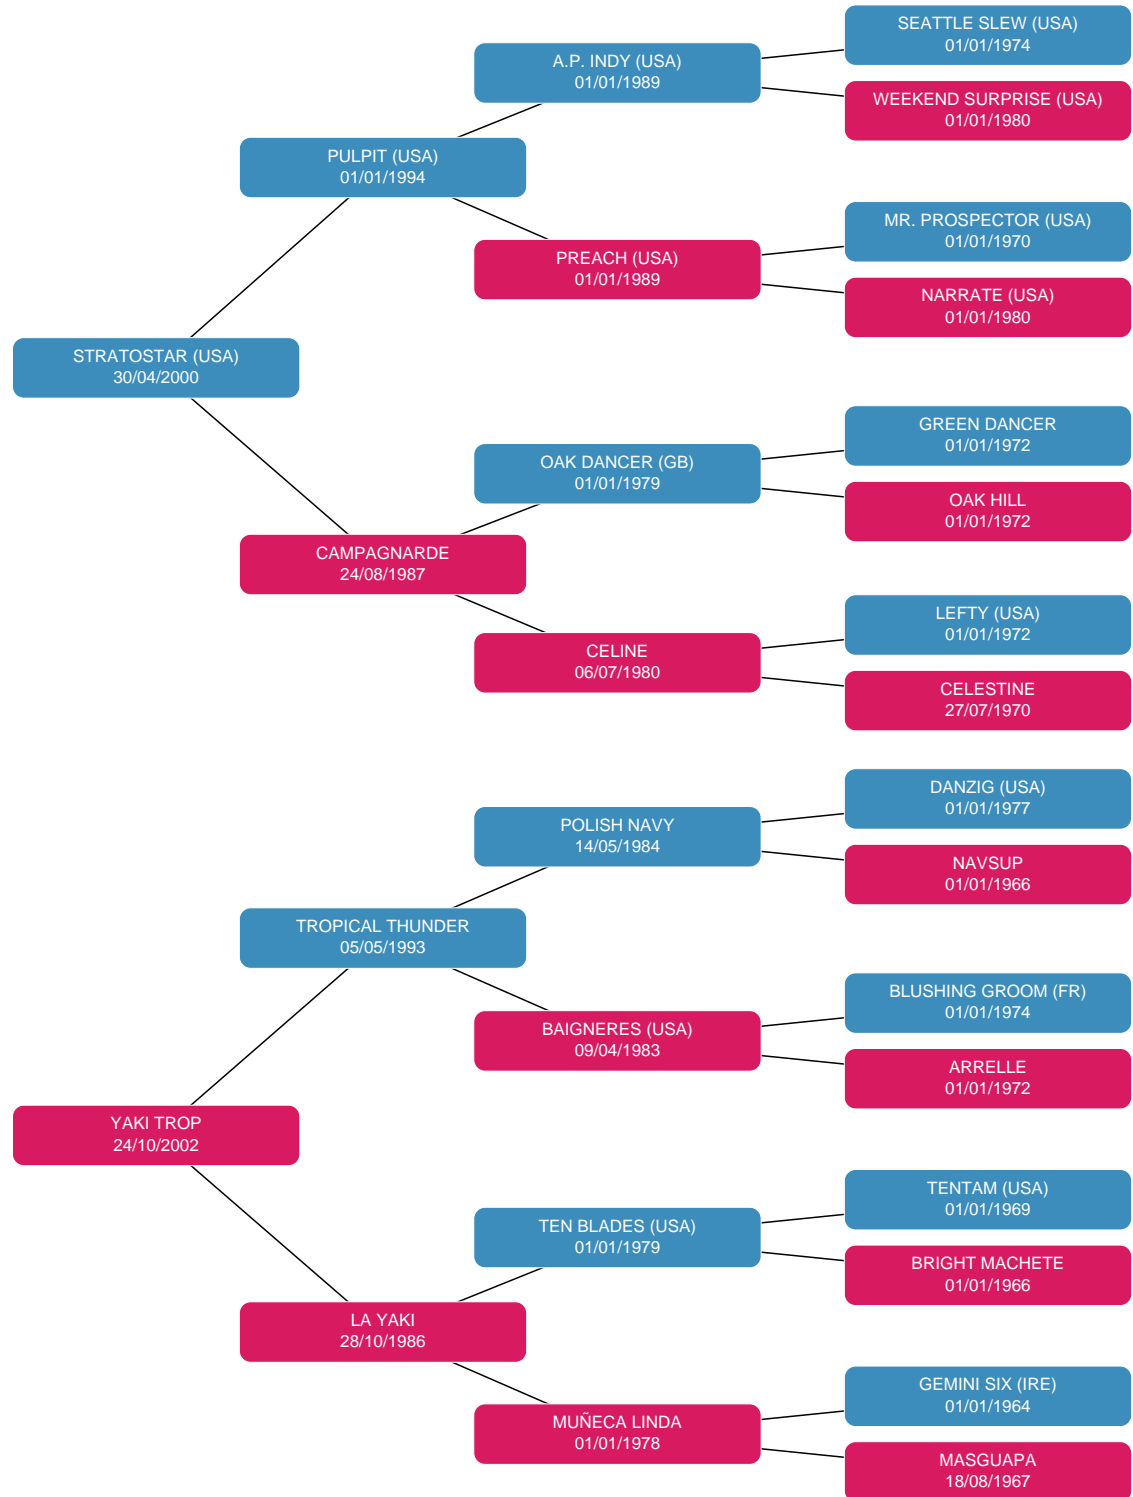 SEATTLE SLEW (USA)
01/01/1974
A.P. INDY (USA)
01/01/1989
WEEKEND SURPRISE (USA)
01/01/1980
PULPIT (USA)
01/01/1994
MR. PROSPECTOR (USA)
01/01/1970
PREACH (USA)
01/01/1989
NARRATE (USA)
01/01/1980
STRATOSTAR (USA)
30/04/2000
GREEN DANCER
01/01/1972
OAK DANCER (GB)
01/01/1979
OAK HILL
01/01/1972
CAMPAGNARDE
24/08/1987
LEFTY (USA)
01/01/1972
CELINE
06/07/1980
CELESTINE
27/07/1970
DANZIG (USA)
01/01/1977
POLISH NAVY
14/05/1984
NAVSUP
01/01/1966
TROPICAL THUNDER
05/05/1993
BLUSHING GROOM (FR)
01/01/1974
BAIGNERES (USA)
09/04/1983
ARRELLE
01/01/1972
YAKI TROP
24/10/2002
TENTAM (USA)
01/01/1969
TEN BLADES (USA)
01/01/1979
BRIGHT MACHETE
01/01/1966
LA YAKI
28/10/1986
GEMINI SIX (IRE)
01/01/1964
MUÑECA LINDA
01/01/1978
MASGUAPA
18/08/1967